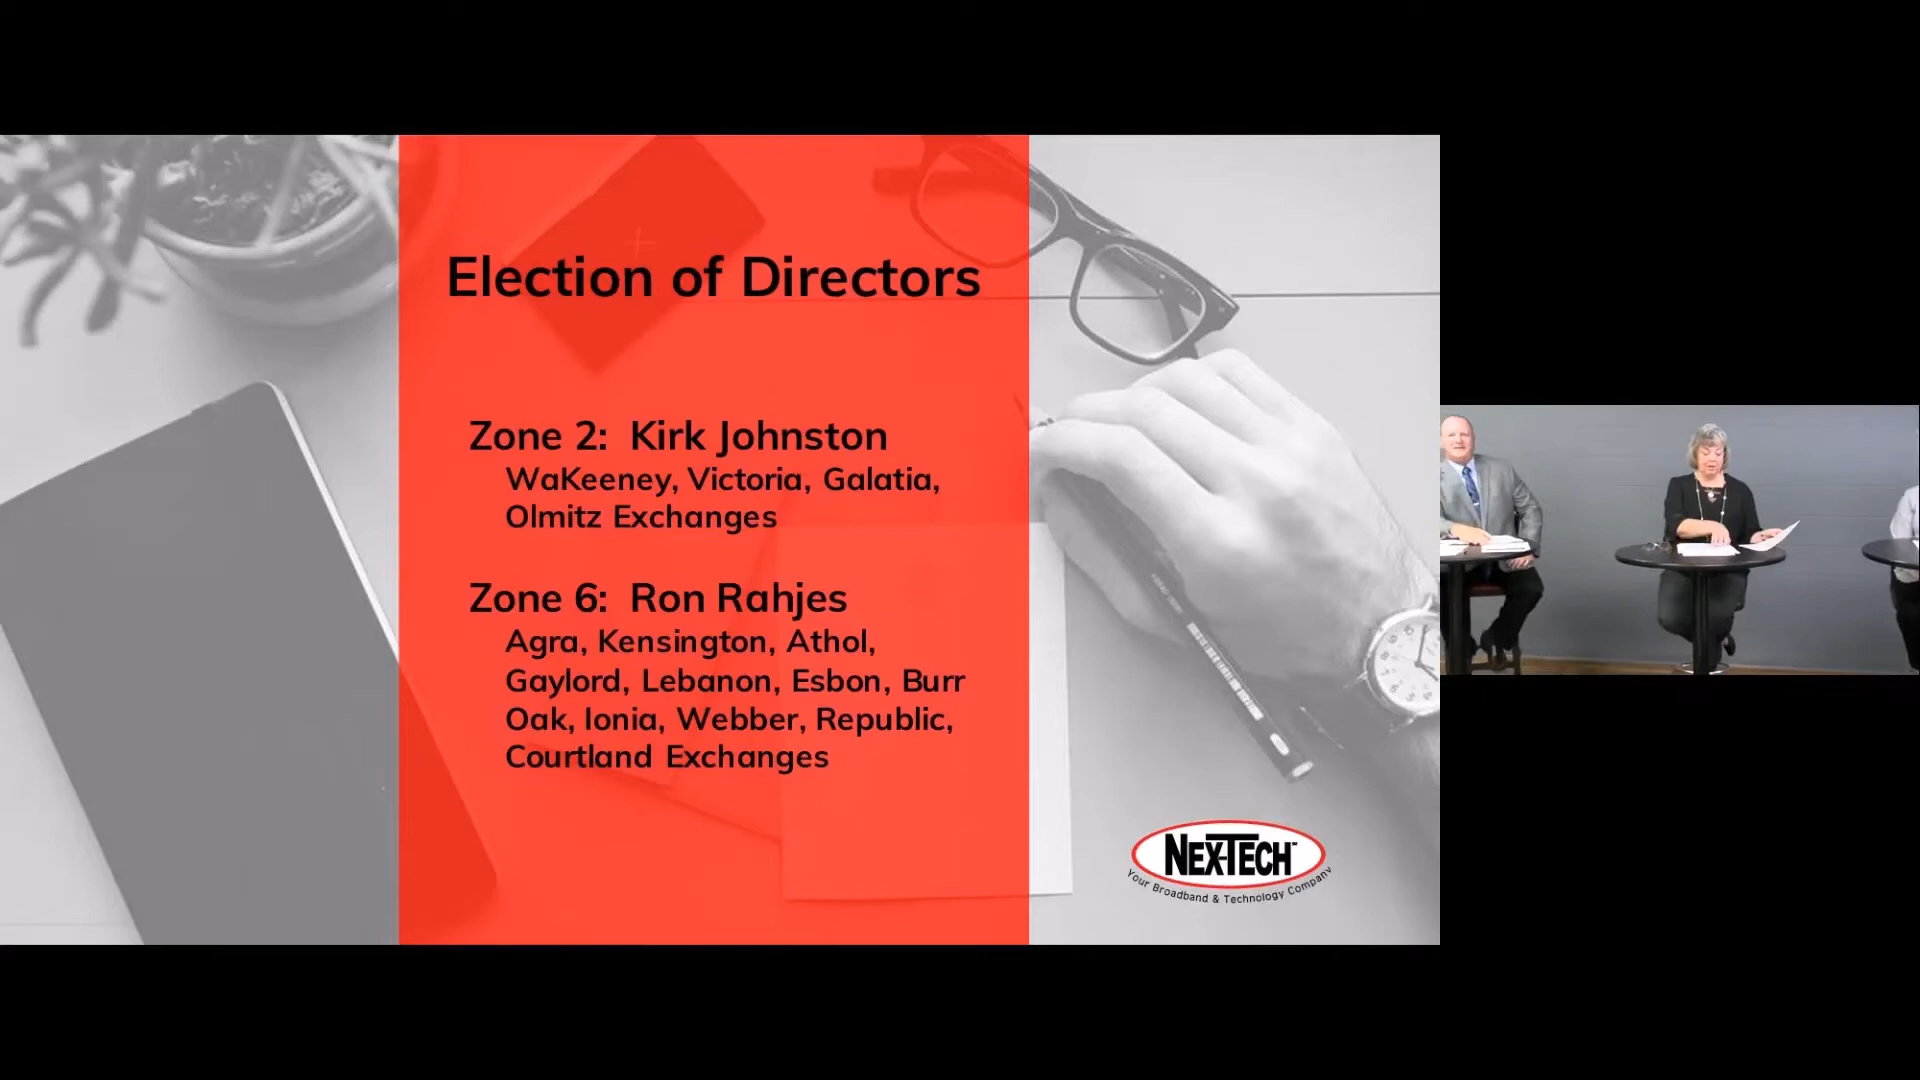 Election of Directors
Zone 2: Kirk Johnston
WaKeeney, Victoria, Galatia,
Olmitz Exchanges
Zone 6: Ron Rahjes
Agra, Kensington, Athol,
Gaylord, Lebanon, Esbon, Burr
Oak, Ionia, Webber, Republic,
Courtland Exchanges
NEX-TECH™
Your Broadband & Technology Company